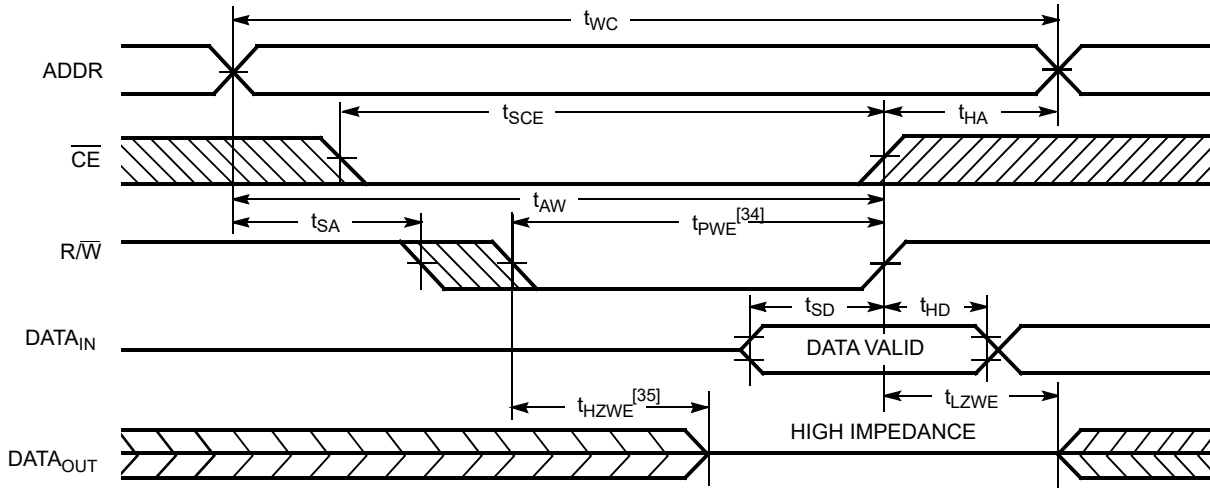 tWC
ADDR
tSCE
tHA
CE
tAW
tSA
tPWE[34]
R/W
tSD
tHD
DATAIN
DATA VALID
tHZWE[35]
tLZWE
HIGH IMPEDANCE
DATAOUT